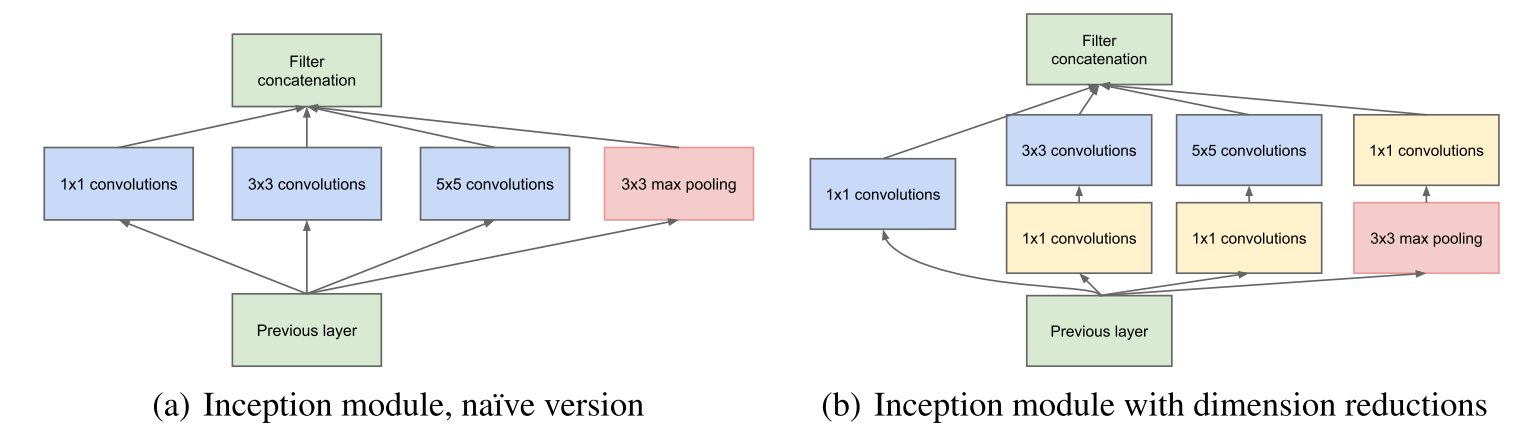 Filter
concatenation
1x1 convolutions
3x3 convolutions
5x5 convolutions
3x3 max pooling
Previous layer
(a) Inception module, naïve version
Filter
concatenation
3x3 convolutions
5x5 convolutions
1x1 convolutions
1x1 convolutions
1x1 convolutions
1x1 convolutions
3x3 max pooling
Previous layer
(b) Inception module with dimension reductions